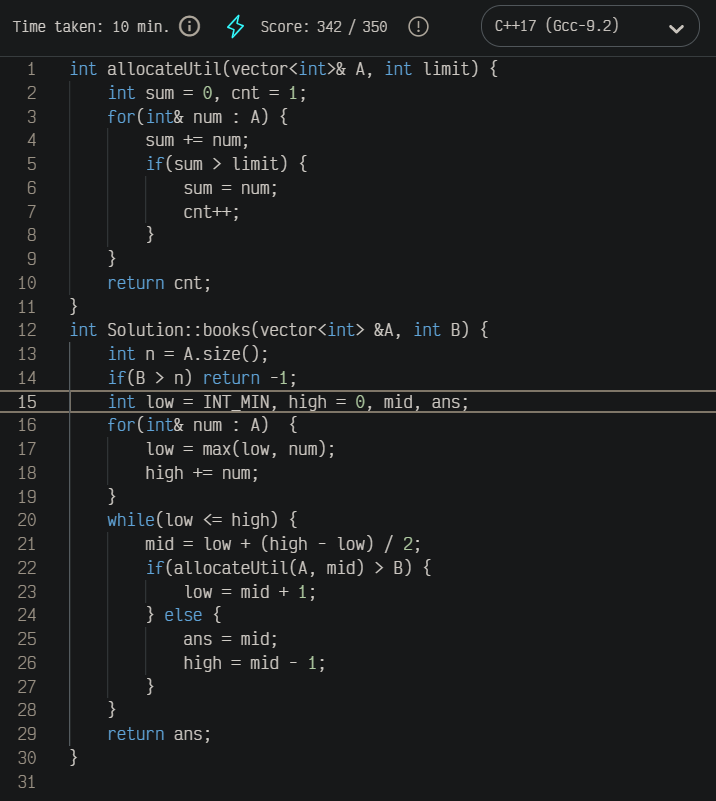 Time taken: 10 min. Score: 342 / 350 C++17 (Gcc-9.2)
1 int allocateUtil(vector<int>& A, int limit) {
2     int sum = 0, cnt = 1;
3     for(int& num : A) {
4         sum += num;
5         if(sum > limit) {
6             sum = num;
7             cnt++;
8         }
9     }
10     return cnt;
11 }
12 int Solution::books(vector<int> &A, int B) {
13     int n = A.size();
14     if(B > n) return -1;
15     int low = INT_MIN, high = 0, mid, ans;
16     for(int& num : A)  {
17         low = max(low, num);
18         high += num;
19     }
20     while(low <= high) {
21         mid = low + (high - low) / 2;
22         if(allocateUtil(A, mid) > B) {
23             low = mid + 1;
24         } else {
25             ans = mid;
26             high = mid - 1;
27         }
28     }
29     return ans;
30 }
31